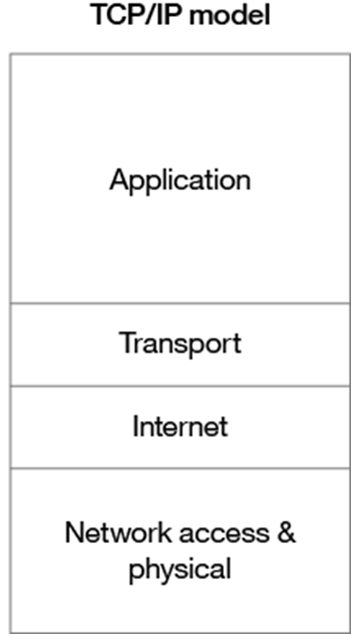 TCP/IP model
Application
Transport
Internet
Network access &
physical